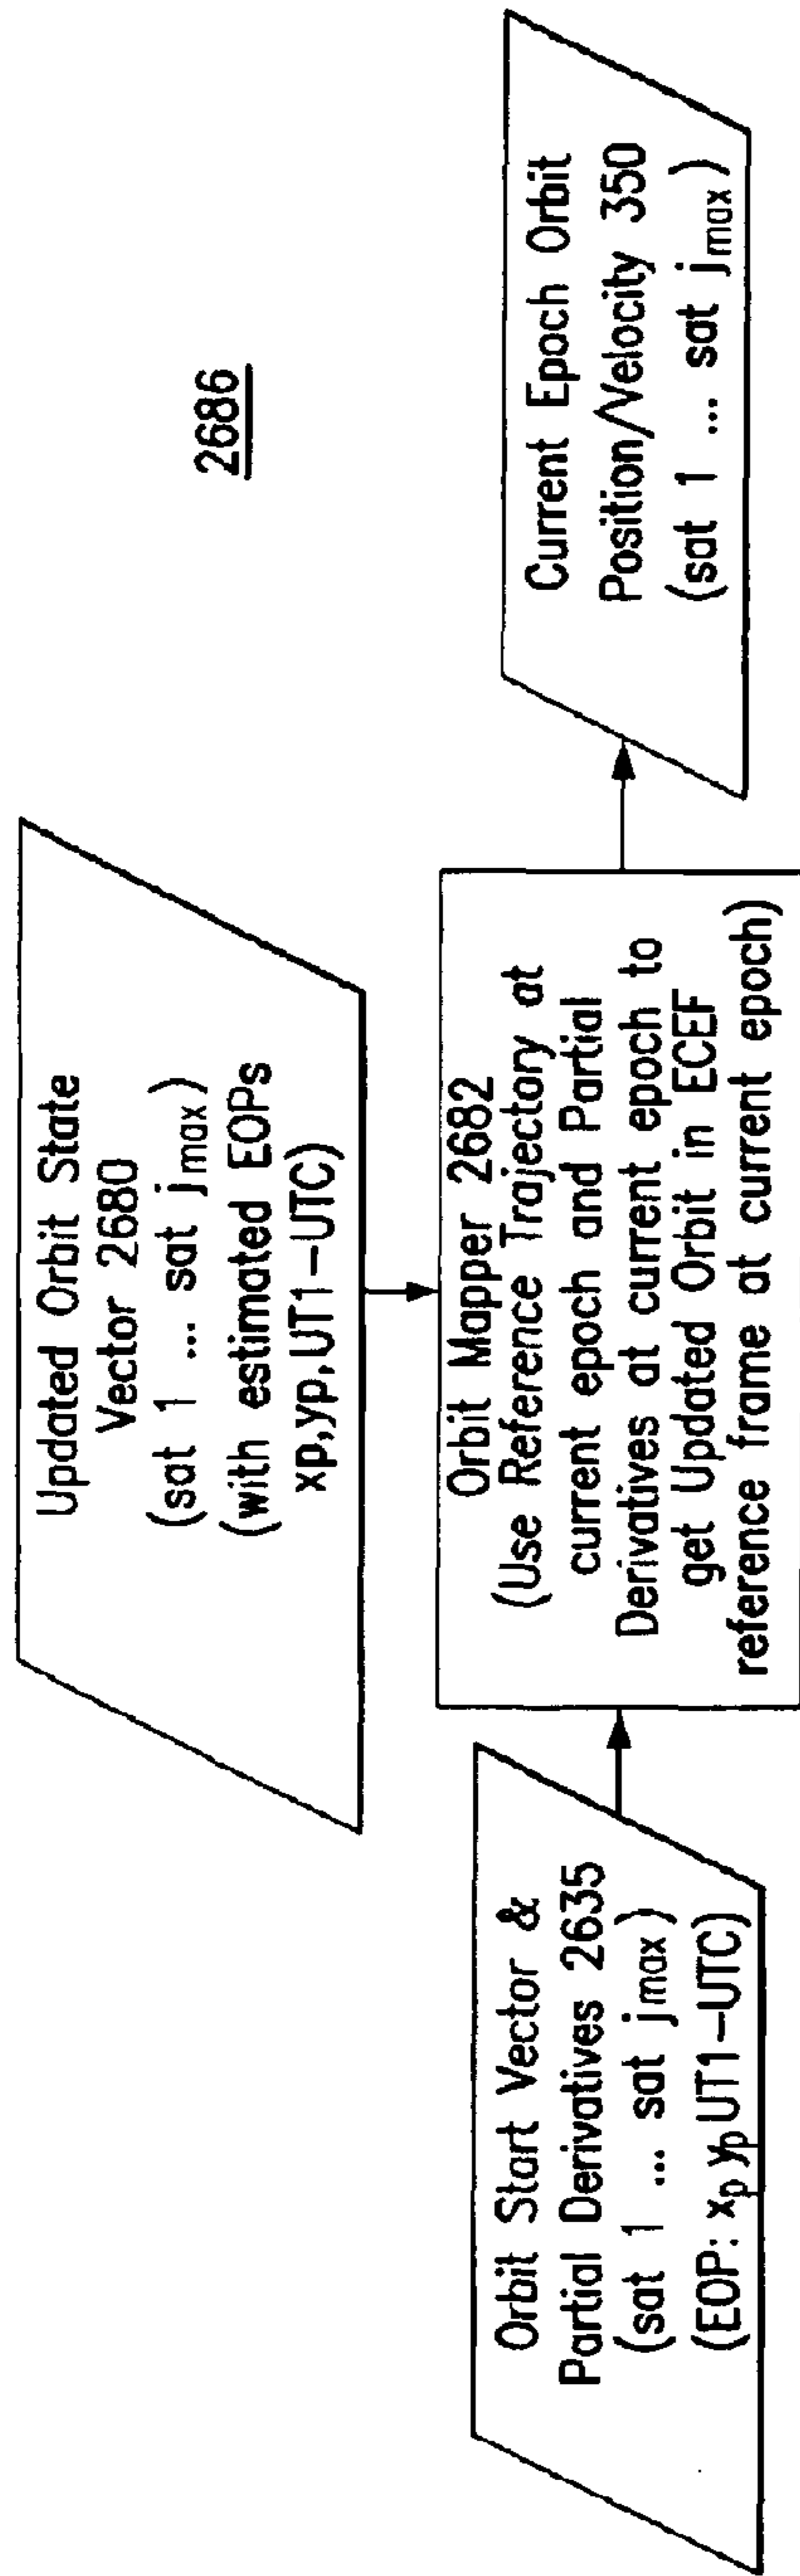 2686
Updated Orbit State
Vector 2680
(sat 1 ... sat jmax)
(with estimated EOPs
xp,yp,UT1-UTC)
Orbit Start Vector &
Partial Derivatives 2635
(sat 1 ... sat jmax)
(EOP: xp yp UT1-UTC)
Orbit Mapper 2682
(Use Reference Trajectory at
current epoch and Partial
Derivatives at current epoch to
get Updated Orbit in ECEF
reference frame at current epoch)
Current Epoch Orbit
Position/Velocity 350
(sat 1 ... sat jmax)